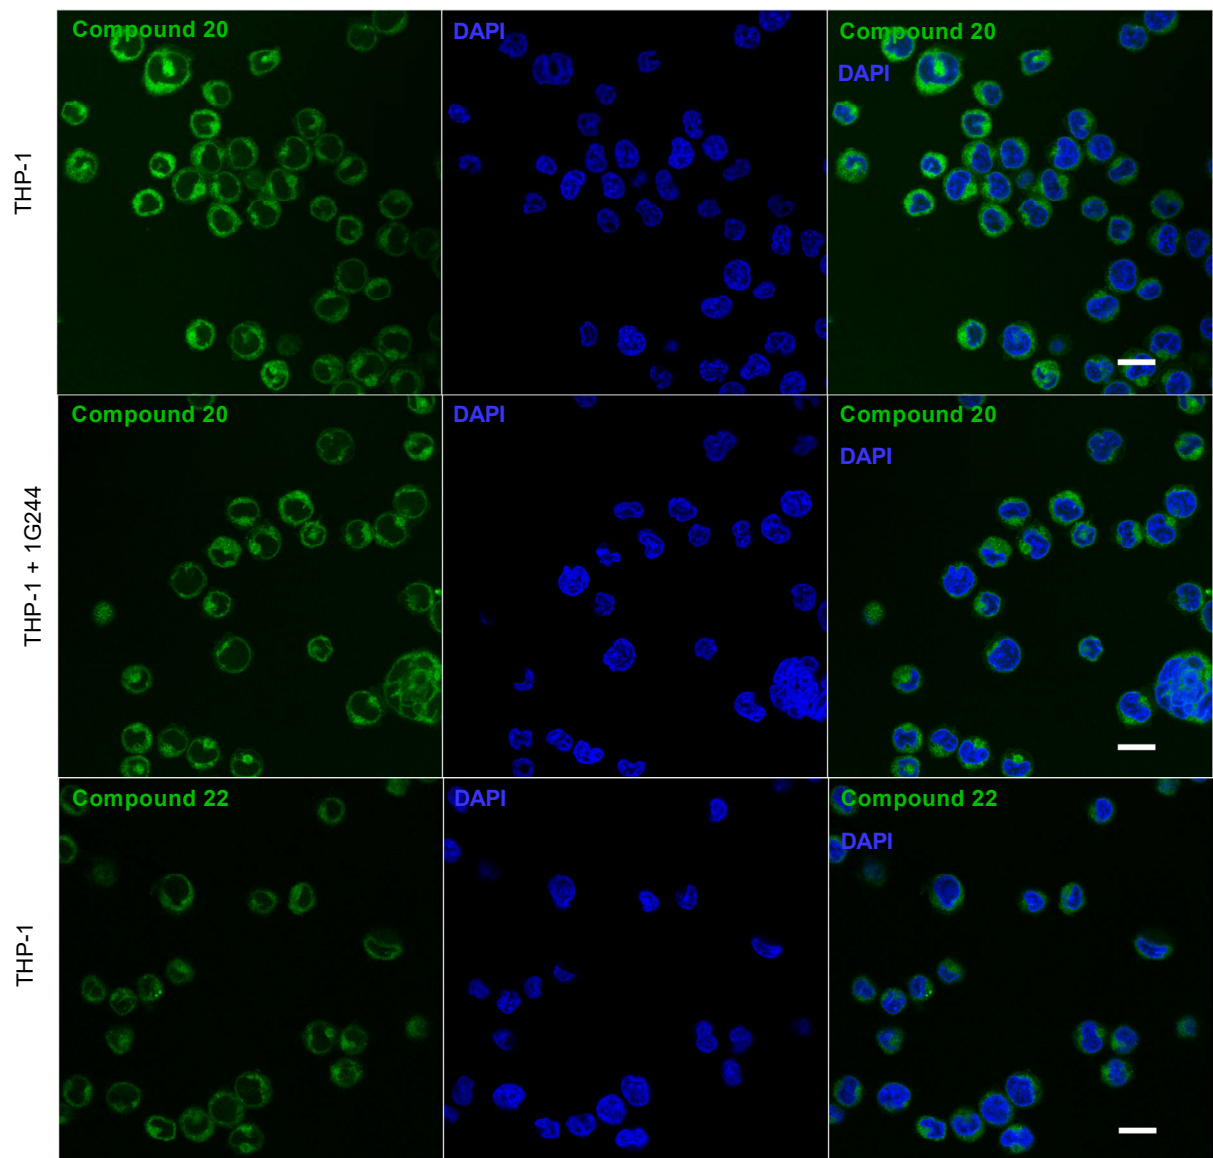 THP-1
Compound 20
DAPI
Compound 20
DAPI
THP-1 + 1G244
Compound 20
DAPI
Compound 20
DAPI
THP-1
Compound 22
DAPI
Compound 22
DAPI